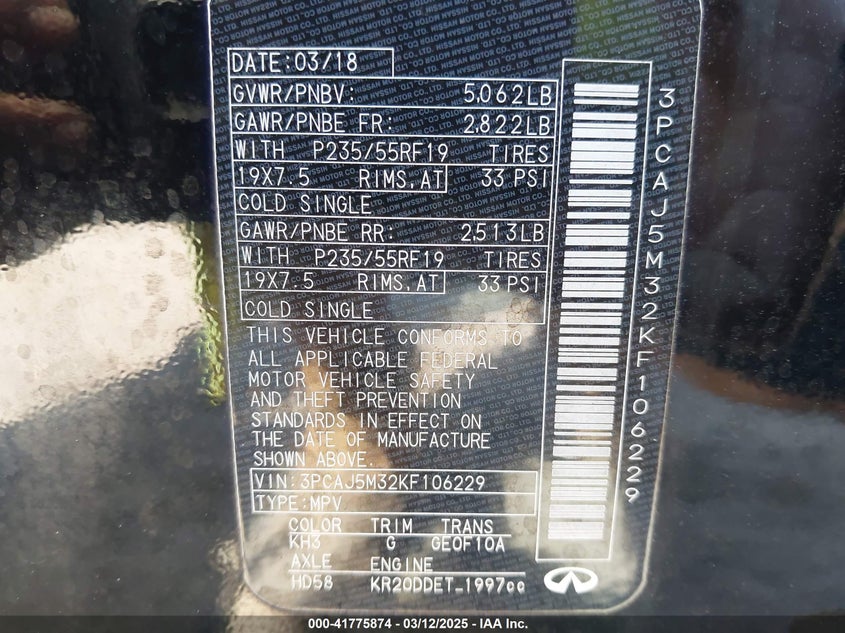 DATE:03/18
GVWR/PNBV: 5.062LB
GAWR/PNBE FR: 2.822LB
WITH P235/55RF19 TIRES
19X7.5 RIMS,AT 33 PSI
COLD SINGLE
GAWR/PNBE RR: 2513LB
WITH P235/55RF19 TIRES
19X7.5 RIMS,AT 33 PSI
COLD SINGLE
THIS VEHICLE CONFORMS TO
ALL APPLICABLE FEDERAL
MOTOR VEHICLE SAFETY
AND THEFT PREVENTION
STANDARDS IN EFFECT ON
THE DATE OF MANUFACTURE
SHOWN ABOVE.
VIN:3PCAJ5M32KF106229
TYPE:MPV
COLOR TRIM TRANS
KH3 G GE0F10A
AXLE ENGINE
HD58 KR20DDET_1997cc
3PCAJ5M32KF106229
000-41775874 - 03/12/2025 - IAA Inc.